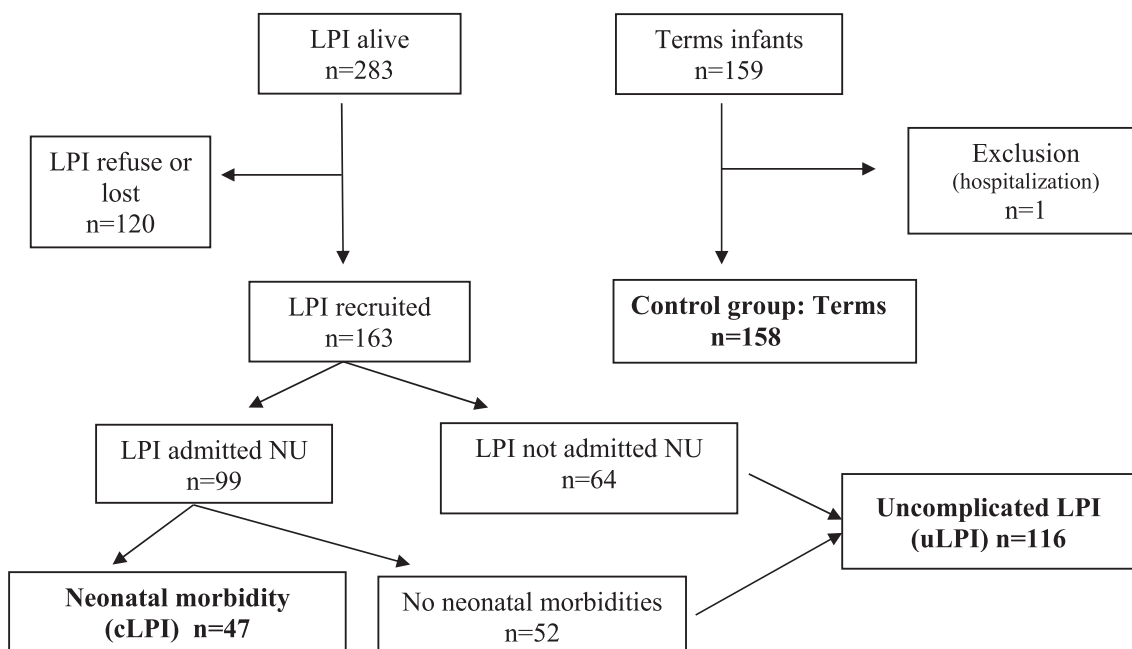 LPI alive
n=283
Terms infants
n=159
LPI refuse or
lost
n=120
Exclusion
(hospitalization)
n=1
LPI recruited
n=163
Control group: Terms
n=158
LPI admitted NU
n=99
LPI not admitted NU
n=64
Uncomplicated LPI
(uLPI) n=116
Neonatal morbidity
(cLPI) n=47
No neonatal morbidities
n=52